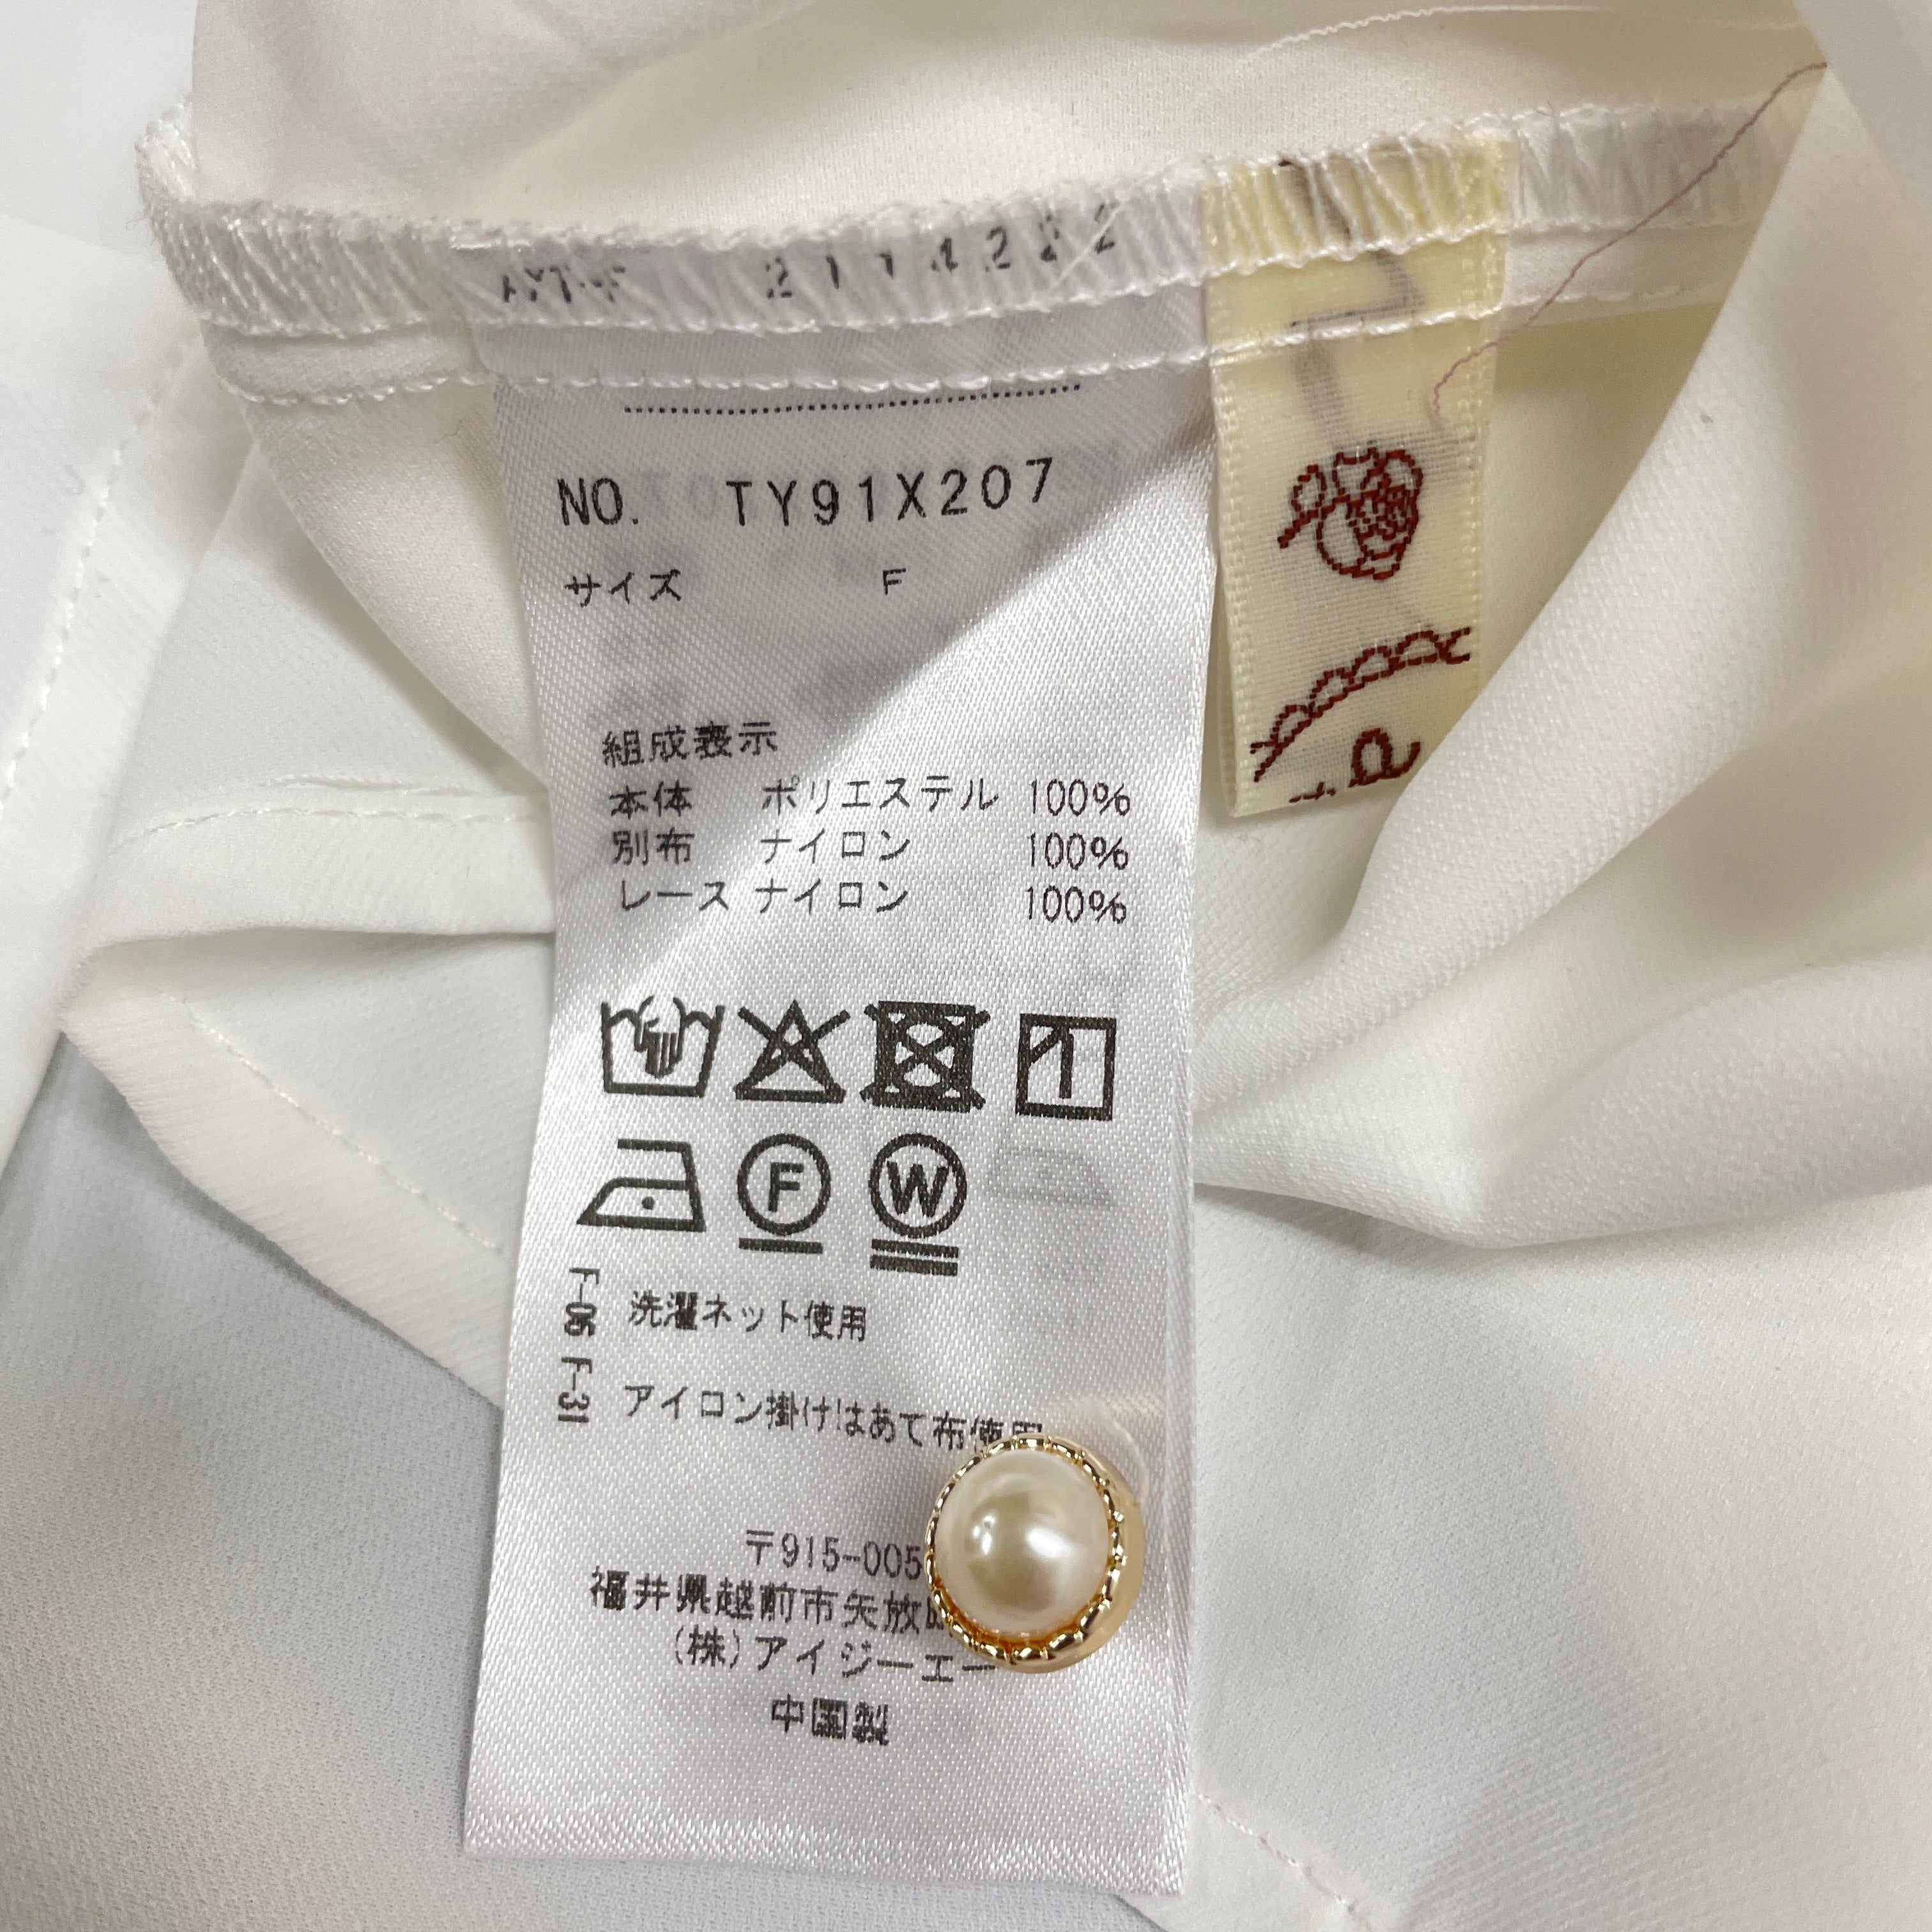 2114222
NO. TY91X207
サイズ F
組成表示
本体 ポリエステル 100%
別布 ナイロン 100%
レース ナイロン 100%
F
W
F-06 洗濯ネット使用
F-31 アイロン掛けはあて布使用
〒915-005
福井県越前市矢放
(株)アイジーエー
中国製